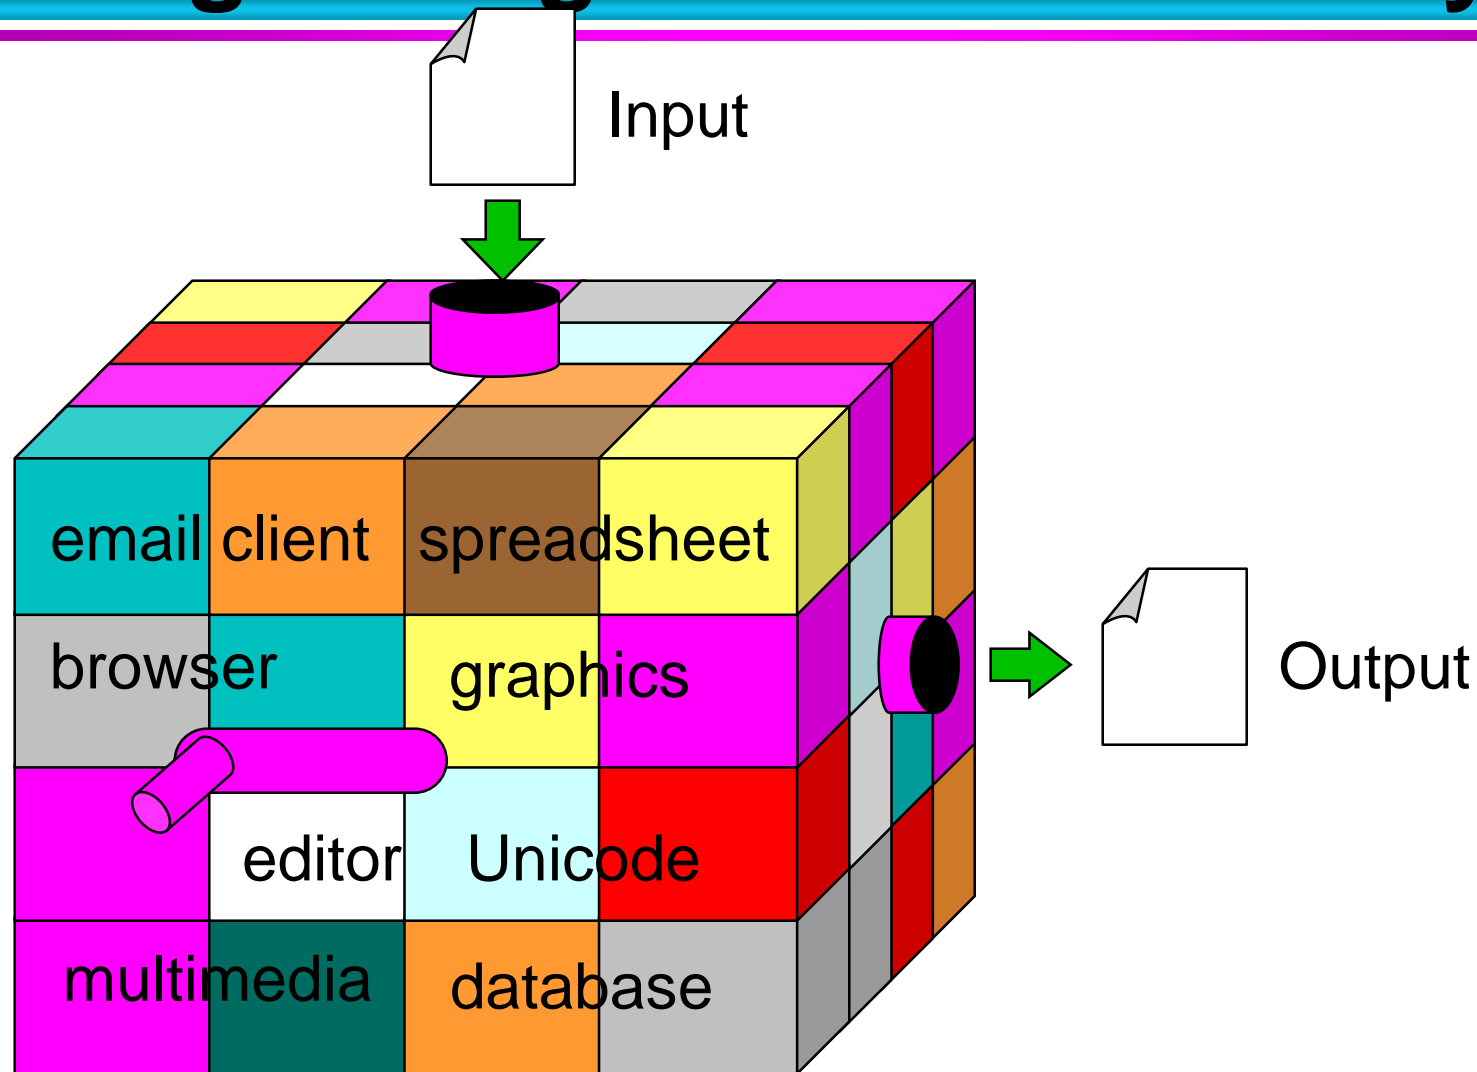 Input
email client spreadsheet
browser graphics
Output
editor Unicode
multimedia database